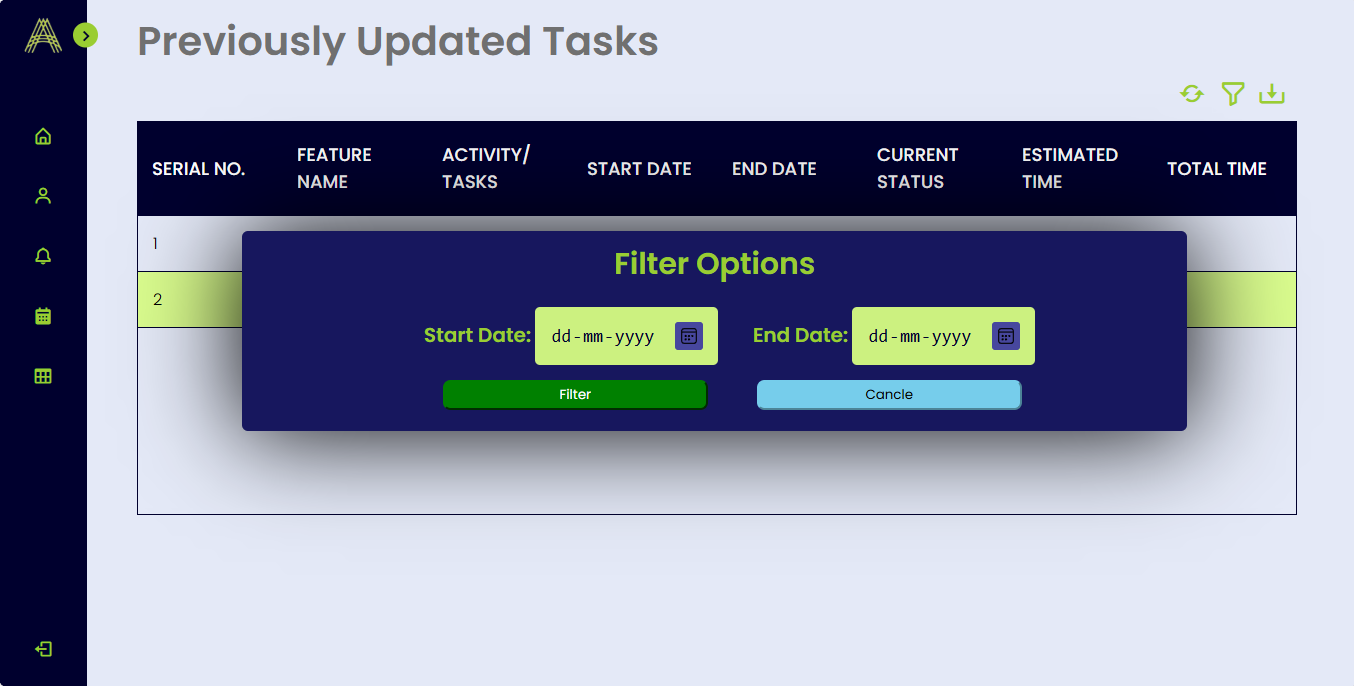 Previously Updated Tasks
SERIAL NO.
FEATURE
NAME
ACTIVITY/
TASKS
START DATE
END DATE
CURRENT
STATUS
ESTIMATED
TIME
TOTAL TIME
1
2
Filter Options
Start Date: dd-mm-yyyy End Date: dd-mm-yyyy
Filter
Cancle